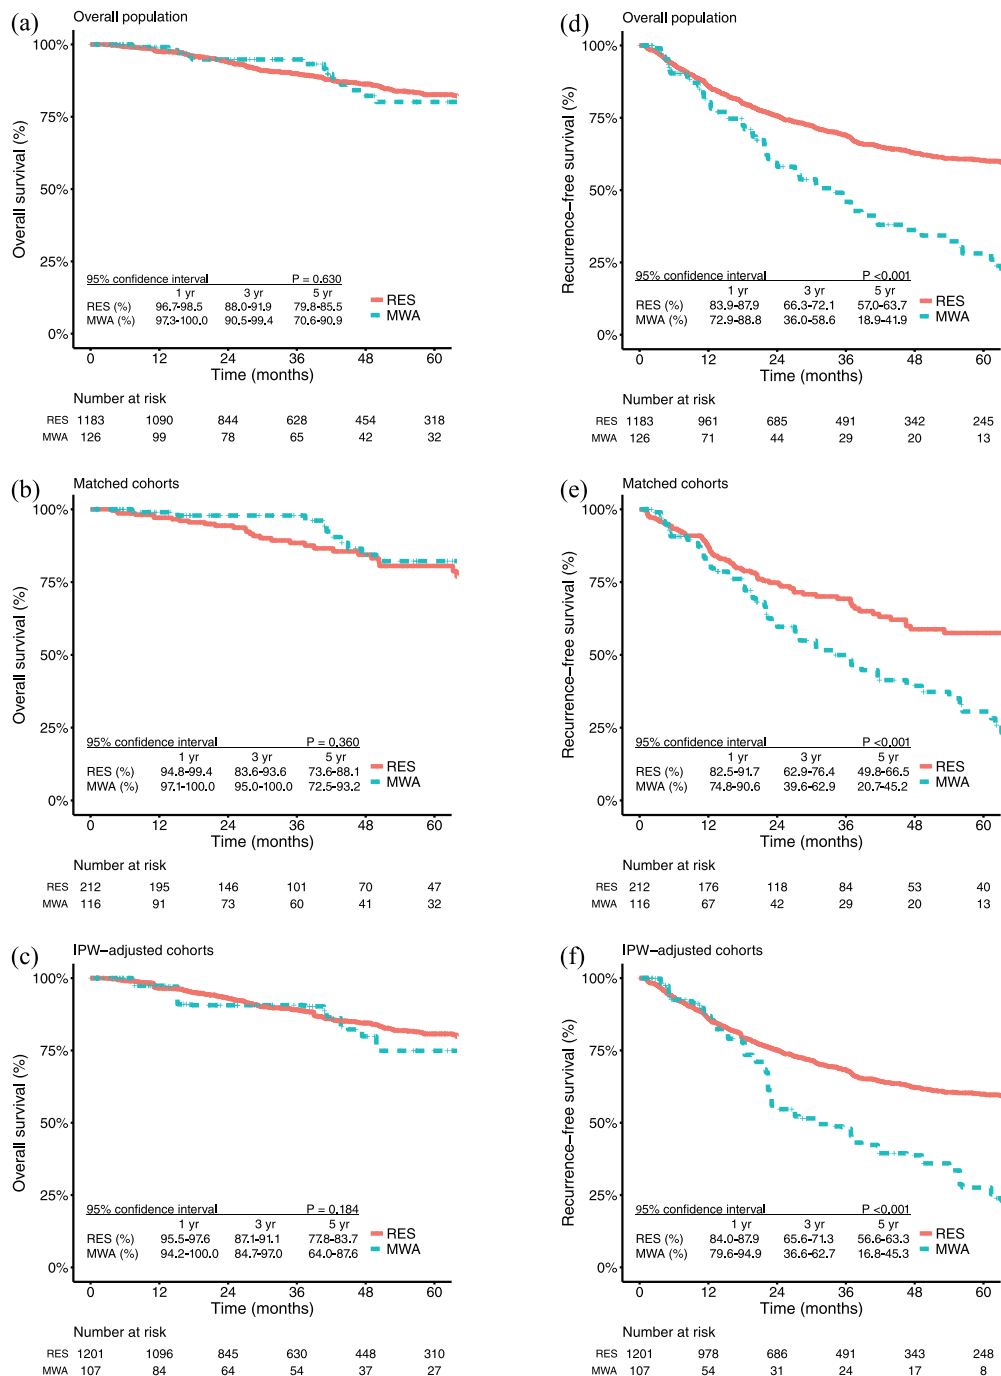 (a)
Overall population
100%
75%
50%
25%
0%
Overall survival (%)
95% confidence interval P = 0.630
1 yr 3 yr 5 yr
RES (%) 96.7-98.5 88.0-91.9 79.8-85.5
MWA (%) 97.3-100.0 90.5-99.4 70.6-90.9
RES
MWA
0 12 24 36 48 60
Time (months)
Number at risk
RES 1183 1090 844 628 454 318
MWA 126 99 78 65 42 32
(d)
Overall population
100%
75%
50%
25%
0%
Recurrence-free survival (%)
95% confidence interval P <0.001
1 yr 3 yr 5 yr
RES (%) 83.9-87.9 66.3-72.1 57.0-63.7
MWA (%) 72.9-88.8 36.0-58.6 18.9-41.9
RES
MWA
0 12 24 36 48 60
Time (months)
Number at risk
RES 1183 961 685 491 342 245
MWA 126 71 44 29 20 13
(b)
Matched cohorts
100%
75%
50%
25%
0%
Overall survival (%)
95% confidence interval P = 0.360
1 yr 3 yr 5 yr
RES (%) 94.8-99.4 83.6-93.6 73.6-88.1
MWA (%) 97.1-100.0 95.0-100.0 72.5-93.2
RES
MWA
0 12 24 36 48 60
Time (months)
Number at risk
RES 212 195 146 101 70 47
MWA 116 91 73 60 41 32
(e)
Matched cohorts
100%
75%
50%
25%
0%
Recurrence-free survival (%)
95% confidence interval P <0.001
1 yr 3 yr 5 yr
RES (%) 82.5-91.7 62.9-76.4 49.8-66.5
MWA (%) 74.8-90.6 39.6-62.9 20.7-45.2
RES
MWA
0 12 24 36 48 60
Time (months)
Number at risk
RES 212 176 118 84 53 40
MWA 116 67 42 29 20 13
(c)
IPW-adjusted cohorts
100%
75%
50%
25%
0%
Overall survival (%)
95% confidence interval P = 0.184
1 yr 3 yr 5 yr
RES (%) 95.5-97.6 87.1-91.1 77.8-83.7
MWA (%) 94.2-100.0 84.7-97.0 64.0-87.6
RES
MWA
0 12 24 36 48 60
Time (months)
Number at risk
RES 1201 1096 845 630 448 310
MWA 107 84 64 54 37 27
(f)
IPW-adjusted cohorts
100%
75%
50%
25%
0%
Recurrence-free survival (%)
95% confidence interval P <0.001
1 yr 3 yr 5 yr
RES (%) 84.0-87.9 65.6-71.3 56.6-63.3
MWA (%) 79.6-94.9 36.6-62.7 16.8-45.3
RES
MWA
0 12 24 36 48 60
Time (months)
Number at risk
RES 1201 978 686 491 343 248
MWA 107 54 31 24 17 8